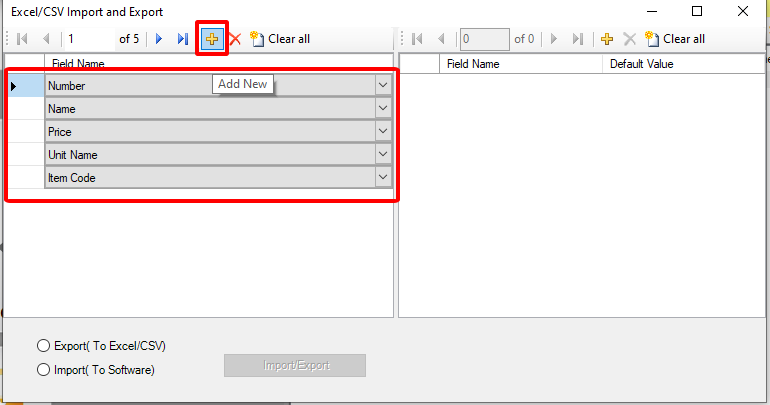 Excel/CSV Import and Export
1 of 5 Clear all 0 of 0 Clear all
Field Name Field Name Default Value
Number
Add New
Name
Price
Unit Name
Item Code
Export( To Excel/CSV)
Import( To Software)
Import/Export